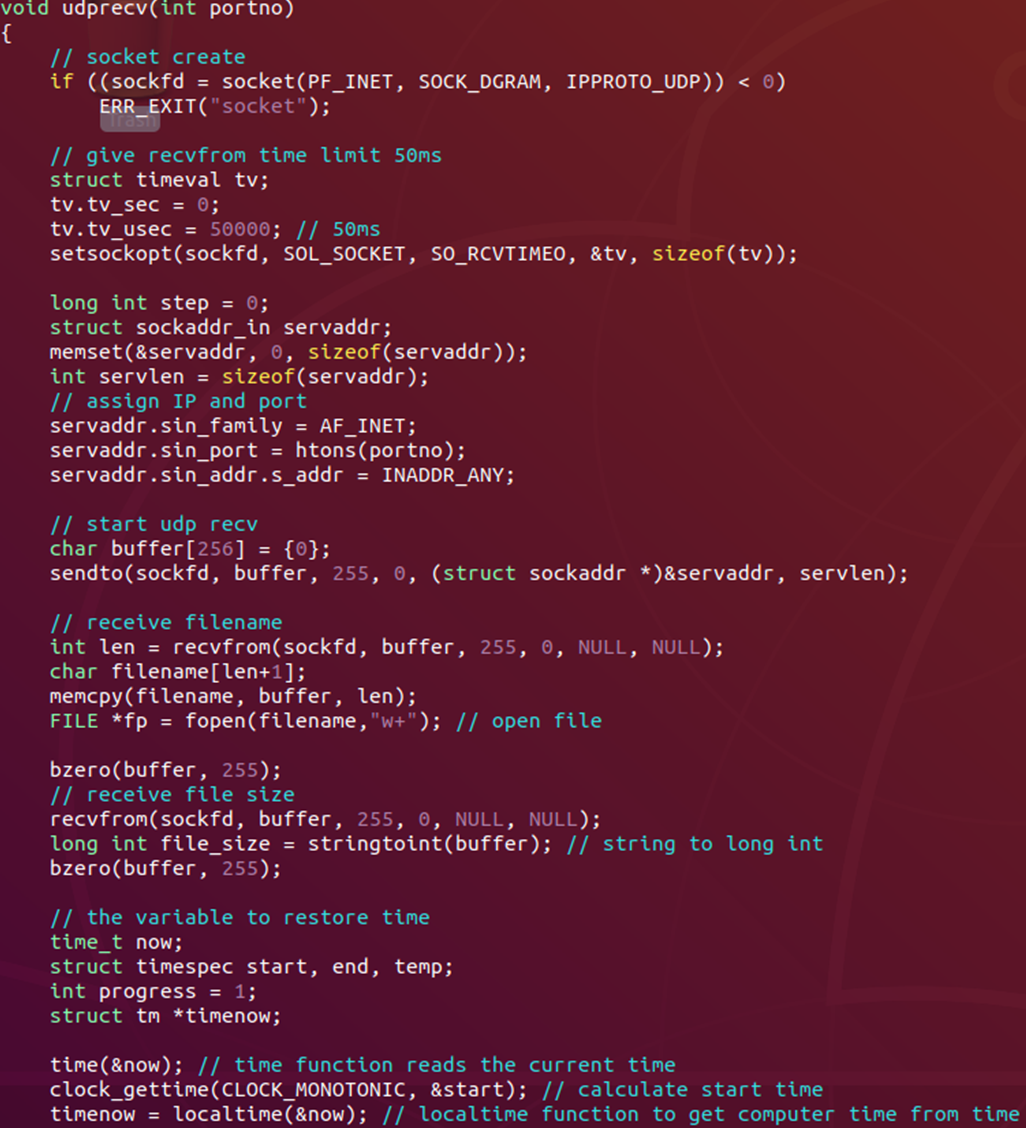 void udprecv(int portno)
{
    // socket create
    if ((sockfd = socket(PF_INET, SOCK_DGRAM, IPPROTO_UDP)) < 0)
        ERR_EXIT("socket");
Trash

    // give recvfrom time limit 50ms
    struct timeval tv;
    tv.tv_sec = 0;
    tv.tv_usec = 50000; // 50ms
    setsockopt(sockfd, SOL_SOCKET, SO_RCVTIMEO, &tv, sizeof(tv));

    long int step = 0;
    struct sockaddr_in servaddr;
    memset(&servaddr, 0, sizeof(servaddr));
    int servlen = sizeof(servaddr);
    // assign IP and port
    servaddr.sin_family = AF_INET;
    servaddr.sin_port = htons(portno);
    servaddr.sin_addr.s_addr = INADDR_ANY;

    // start udp recv
    char buffer[256] = {0};
    sendto(sockfd, buffer, 255, 0, (struct sockaddr *)&servaddr, servlen);

    // receive filename
    int len = recvfrom(sockfd, buffer, 255, 0, NULL, NULL);
    char filename[len+1];
    memcpy(filename, buffer, len);
    FILE *fp = fopen(filename,"w+"); // open file

    bzero(buffer, 255);
    // receive file size
    recvfrom(sockfd, buffer, 255, 0, NULL, NULL);
    long int file_size = stringtoint(buffer); // string to long int
    bzero(buffer, 255);

    // the variable to restore time
    time_t now;
    struct timespec start, end, temp;
    int progress = 1;
    struct tm *timenow;

    time(&now); // time function reads the current time
    clock_gettime(CLOCK_MONOTONIC, &start); // calculate start time
    timenow = localtime(&now); // localtime function to get computer time from time